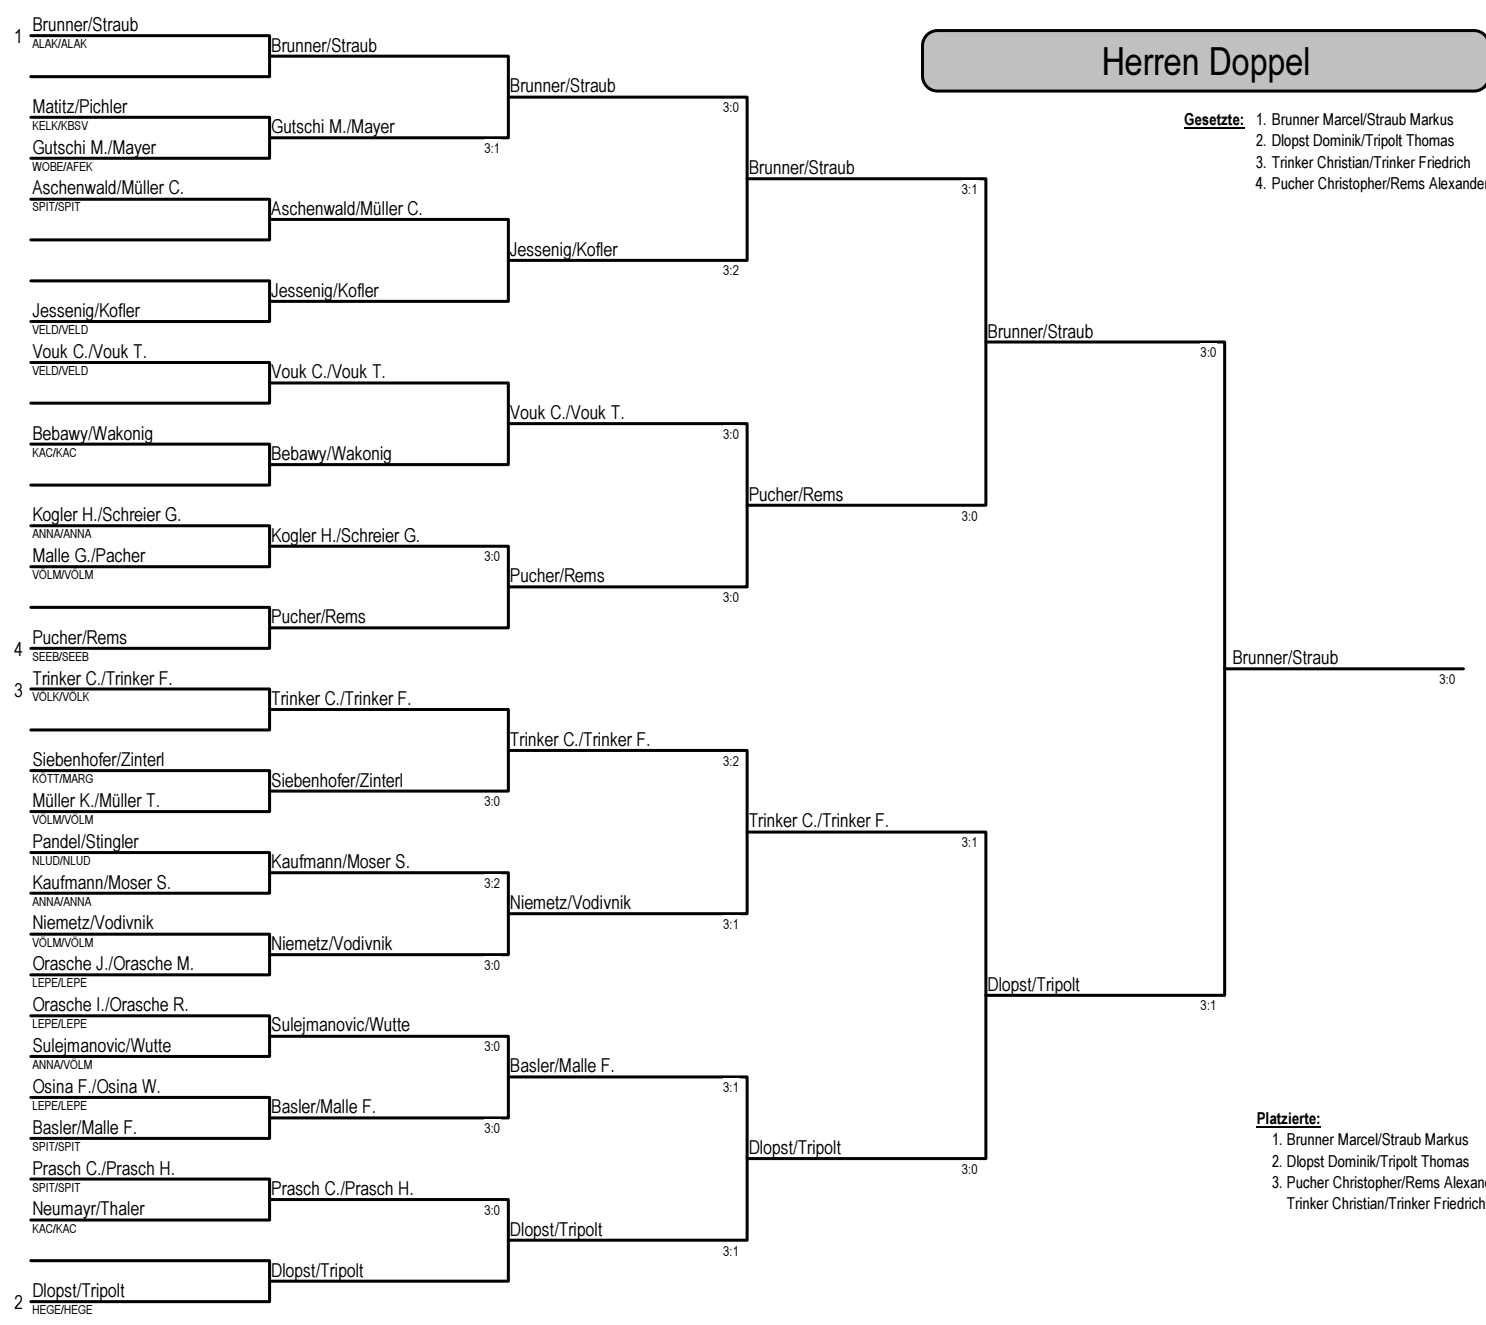 Herren Doppel
Gesetzte: 1. Brunner Marcel/Straub Markus
2. Dlopst Dominik/Tripolt Thomas
3. Trinker Christian/Trinker Friedrich
4. Pucher Christopher/Rems Alexander
1 Brunner/Straub
ALAK/ALAK
Matitz/Pichler
KELK/KBSV
Gutschi M./Mayer
WOBE/AFEK
Aschenwald/Müller C.
SPIT/SPIT
Jessenig/Kofler
VELD/VELD
Vouk C./Vouk T.
VELD/VELD
Bebawy/Wakonig
KAC/KAC
Kogler H./Schreier G.
ANNA/ANNA
Malle G./Pacher
VÖLM/VÖLM
4 Pucher/Rems
SEEB/SEEB
3 Trinker C./Trinker F.
VÖLK/VÖLK
Siebenhofer/Zinterl
KÖTT/MARG
Müller K./Müller T.
VÖLM/VÖLM
Pandel/Stingler
NLUD/NLUD
Kaufmann/Moser S.
ANNA/ANNA
Niemetz/Vodivnik
VÖLM/VÖLM
Orasche J./Orasche M.
LEPE/LEPE
Orasche I./Orasche R.
LEPE/LEPE
Sulejmanovic/Wutte
ANNA/VÖLM
Osina F./Osina W.
LEPE/LEPE
Basler/Malle F.
SPIT/SPIT
Prasch C./Prasch H.
SPIT/SPIT
Neumayr/Thaler
KAC/KAC
2 Dlopst/Tripolt
HEGE/HEGE
Brunner/Straub
Gutschi M./Mayer
3:1
Aschenwald/Müller C.
Jessenig/Kofler
Vouk C./Vouk T.
Bebawy/Wakonig
Kogler H./Schreier G.
3:0
Pucher/Rems
Trinker C./Trinker F.
Siebenhofer/Zinterl
3:0
Kaufmann/Moser S.
3:2
Niemetz/Vodivnik
3:0
Sulejmanovic/Wutte
3:0
Basler/Malle F.
3:0
Prasch C./Prasch H.
3:0
Dlopst/Tripolt
Brunner/Straub
3:0
Jessenig/Kofler
3:2
Vouk C./Vouk T.
3:0
Pucher/Rems
3:0
Trinker C./Trinker F.
3:2
Niemetz/Vodivnik
3:1
Basler/Malle F.
3:1
Dlopst/Tripolt
3:1
Brunner/Straub
3:1
Pucher/Rems
3:0
Trinker C./Trinker F.
3:1
Dlopst/Tripolt
3:0
Brunner/Straub
3:0
Dlopst/Tripolt
3:1
Brunner/Straub
3:0
Platzierte:
1. Brunner Marcel/Straub Markus
2. Dlopst Dominik/Tripolt Thomas
3. Pucher Christopher/Rems Alexan
Trinker Christian/Trinker Friedrich